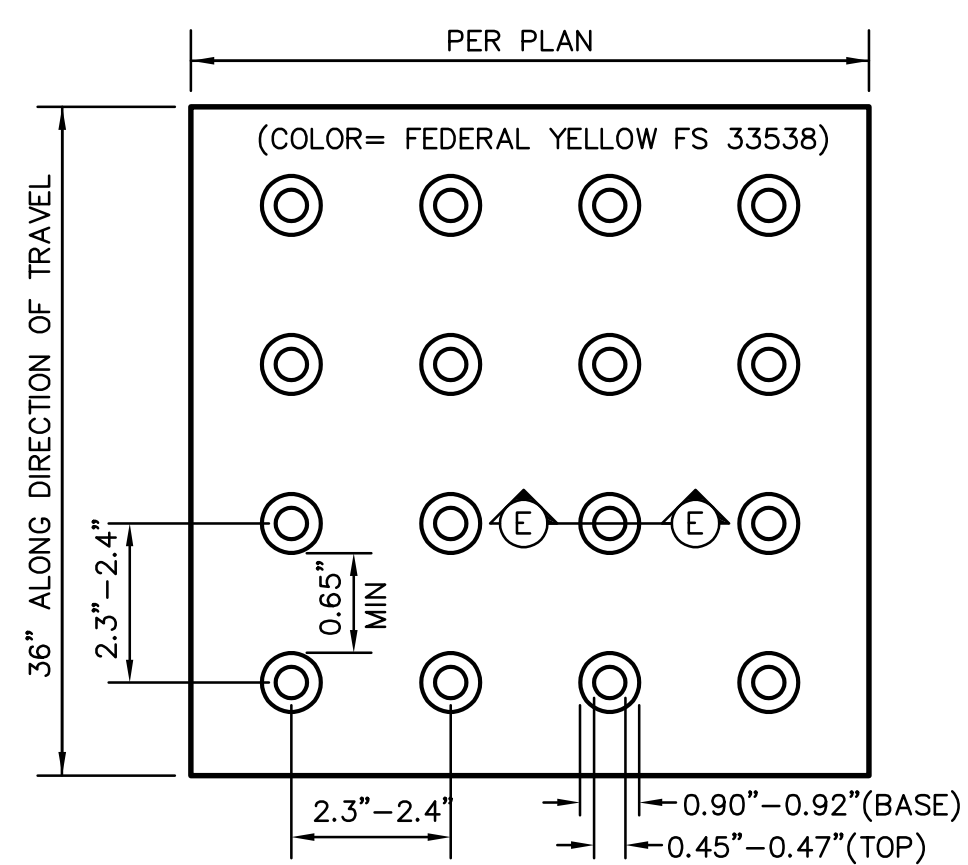 PER PLAN
(COLOR= FEDERAL YELLOW FS 33538)
36" ALONG DIRECTION OF TRAVEL
2.3"-2.4"
0.65"
MIN
E
E
2.3"-2.4"
0.90"-0.92"(BASE)
0.45"-0.47"(TOP)